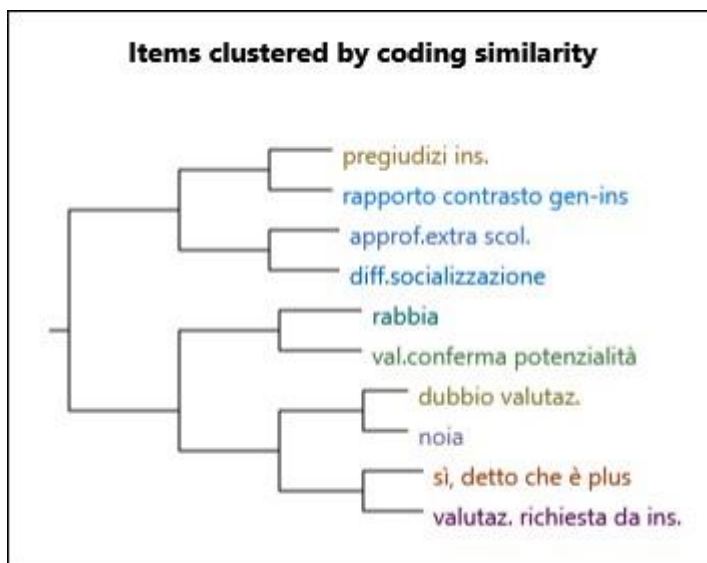 Items clustered by coding similarity
pregiudizi ins.
rapporto contrasto gen-ins
approf.extra scol.
diff.socializzazione
rabbia
val.conferma potenzialità
dubbio valutaz.
noia
sì, detto che è plus
valutaz. richiesta da ins.